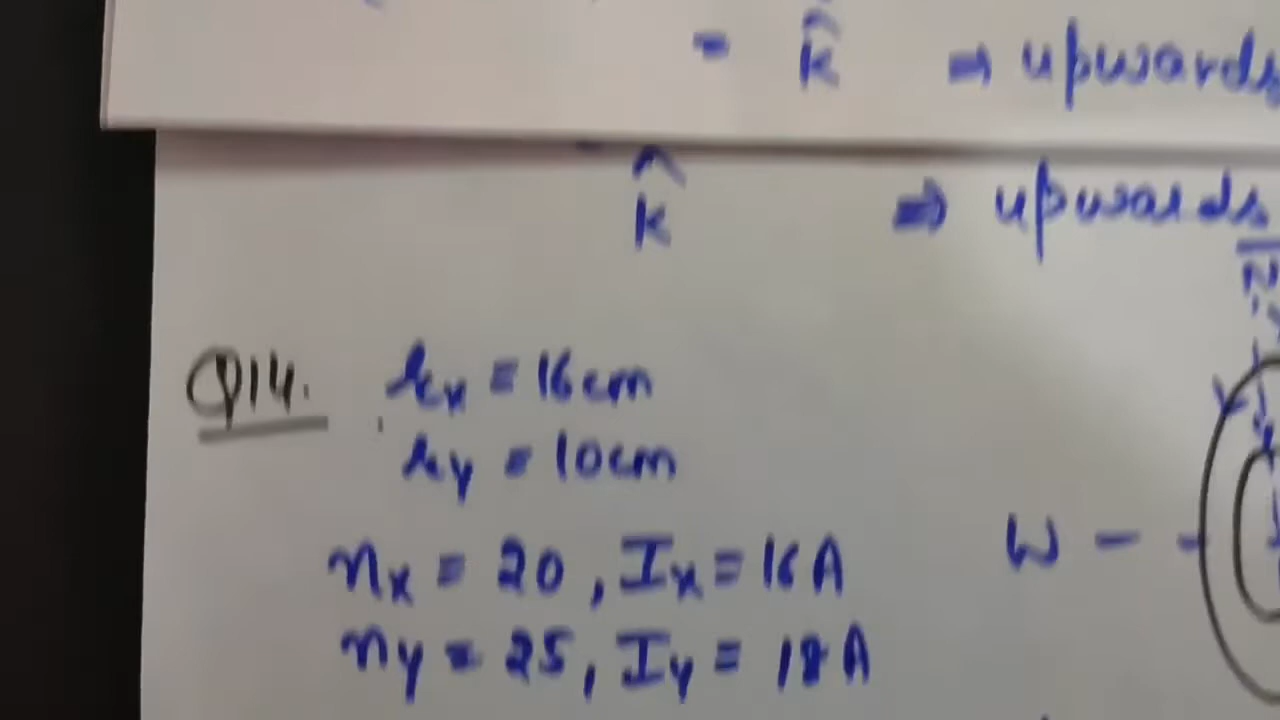 = k̂ ⇒ upwards
k̂ ⇒ upwards
Q14. rx = 16cm
ry = 10cm
W - -
nx = 20, Ix = 16A
ny = 25, Iy = 18A